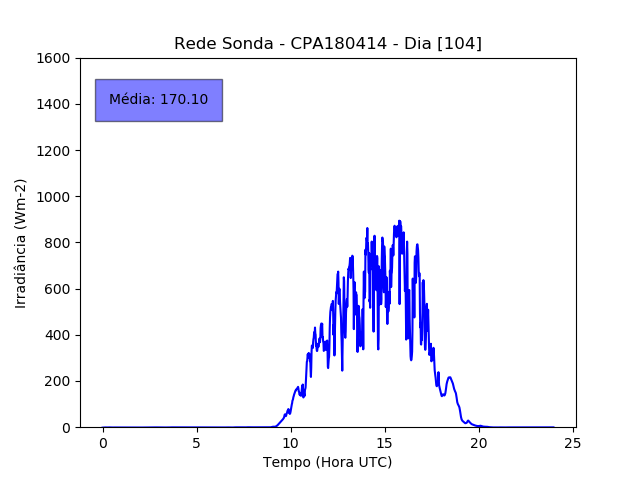 Rede Sonda - CPA180414 - Dia [104]
1600
1400
1200
1000
800
600
400
200
0
Média: 170.10
Irradiância (Wm-2)
0 5 10 15 20 25
Tempo (Hora UTC)